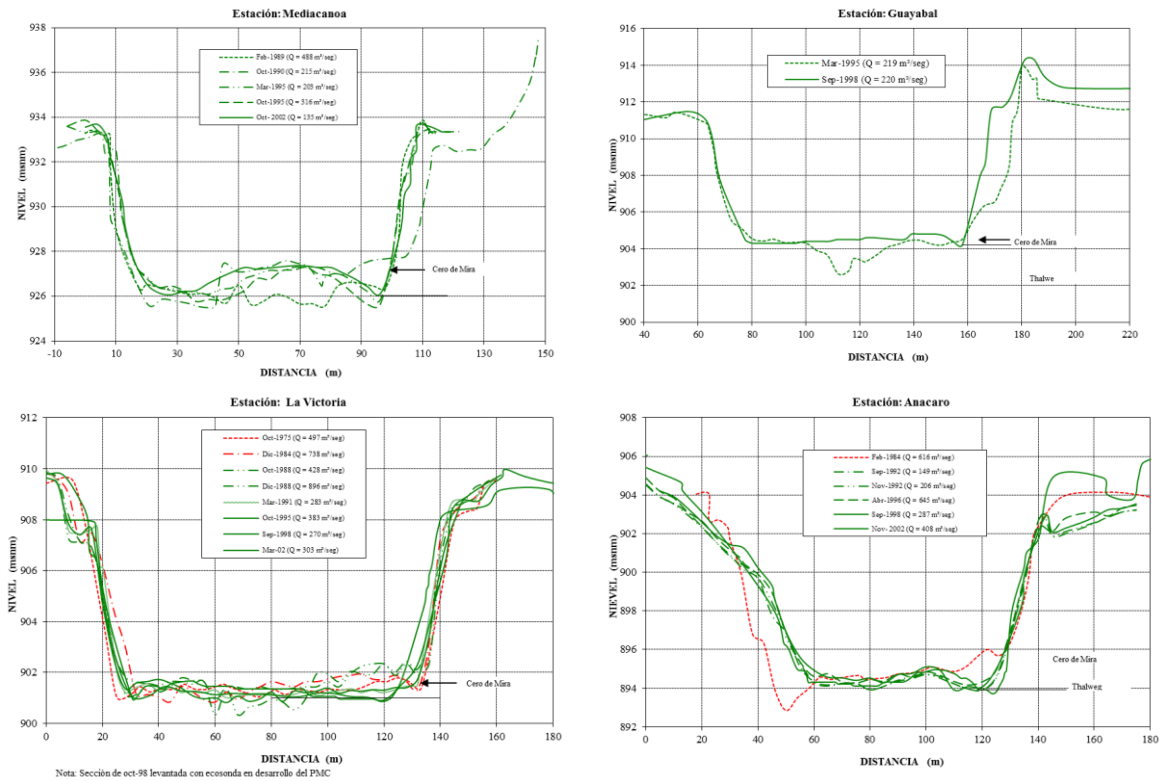 Estación: Mediacanoa
938
936
934
932
930
928
926
924
-10
10
30
50
70
90
110
130
150
NIVEL (msnm)
DISTANCIA (m)
Feb-1989 (Q = 488 m³/seg)
Oct-1990 (Q = 215 m³/seg)
Mar-1995 (Q = 205 m³/seg)
Oct-1995 (Q = 316 m³/seg)
Oct- 2002 (Q = 135 m³/seg)
Cero de Mira
Estación: Guayabal
916
914
912
910
908
906
904
902
900
40
60
80
100
120
140
160
180
200
220
NIVEL (msnm)
DISTANCIA (m)
Mar-1995 (Q = 219 m³/seg)
Sep-1998 (Q = 220 m³/seg)
Cero de Mira
Thalwe
Estación: La Victoria
912
910
908
906
904
902
900
0
20
40
60
80
100
120
140
160
180
NIVEL (msnm)
DISTANCIA (m)
Oct-1975 (Q = 497 m³/seg)
Dic-1984 (Q = 738 m³/seg)
Oct-1988 (Q = 428 m³/seg)
Dic-1988 (Q = 896 m³/seg)
Mar-1991 (Q = 283 m³/seg)
Oct-1995 (Q = 383 m³/seg)
Sep-1998 (Q = 270 m³/seg)
Mar-02 (Q = 303 m³/seg)
Cero de Mira
Nota: Sección de oct-98 levantada con ecosonda en desarrollo del PMC
Estación: Anacaro
908
906
904
902
900
898
896
894
892
0
20
40
60
80
100
120
140
160
180
NIEVEL (msnm)
DISTANCIA (m)
Feb-1984 (Q = 616 m³/seg)
Sep-1992 (Q = 149 m³/seg)
Nov-1992 (Q = 206 m³/seg)
Abr-1996 (Q = 645 m³/seg)
Sep-1998 (Q = 287 m³/seg)
Nov- 2002 (Q = 408 m³/seg)
Cero de Mira
Thalweg